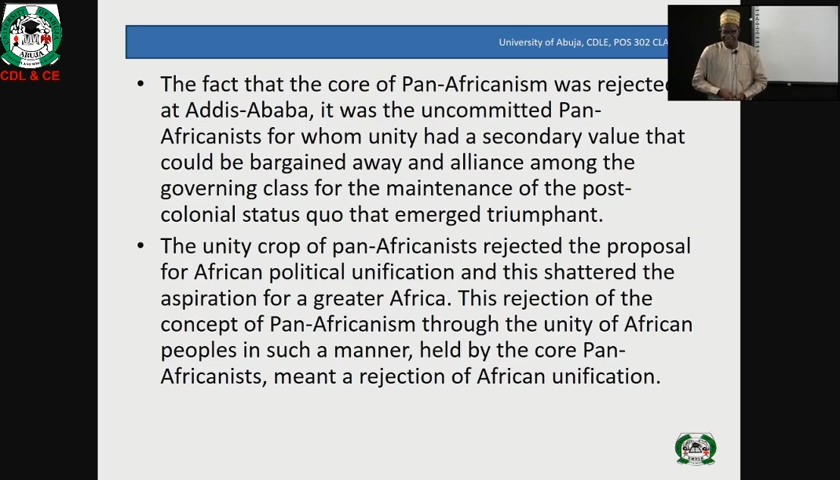 University of Abuja, CDLE, POS 302 CLA
CDL & CE
ABUJA
• The fact that the core of Pan-Africanism was rejected
at Addis-Ababa, it was the uncommitted Pan-
Africanists for whom unity had a secondary value that
could be bargained away and alliance among the
governing class for the maintenance of the post-
colonial status quo that emerged triumphant.
• The unity crop of pan-Africanists rejected the proposal
for African political unification and this shattered the
aspiration for a greater Africa. This rejection of the
concept of Pan-Africanism through the unity of African
peoples in such a manner, held by the core Pan-
Africanists, meant a rejection of African unification.